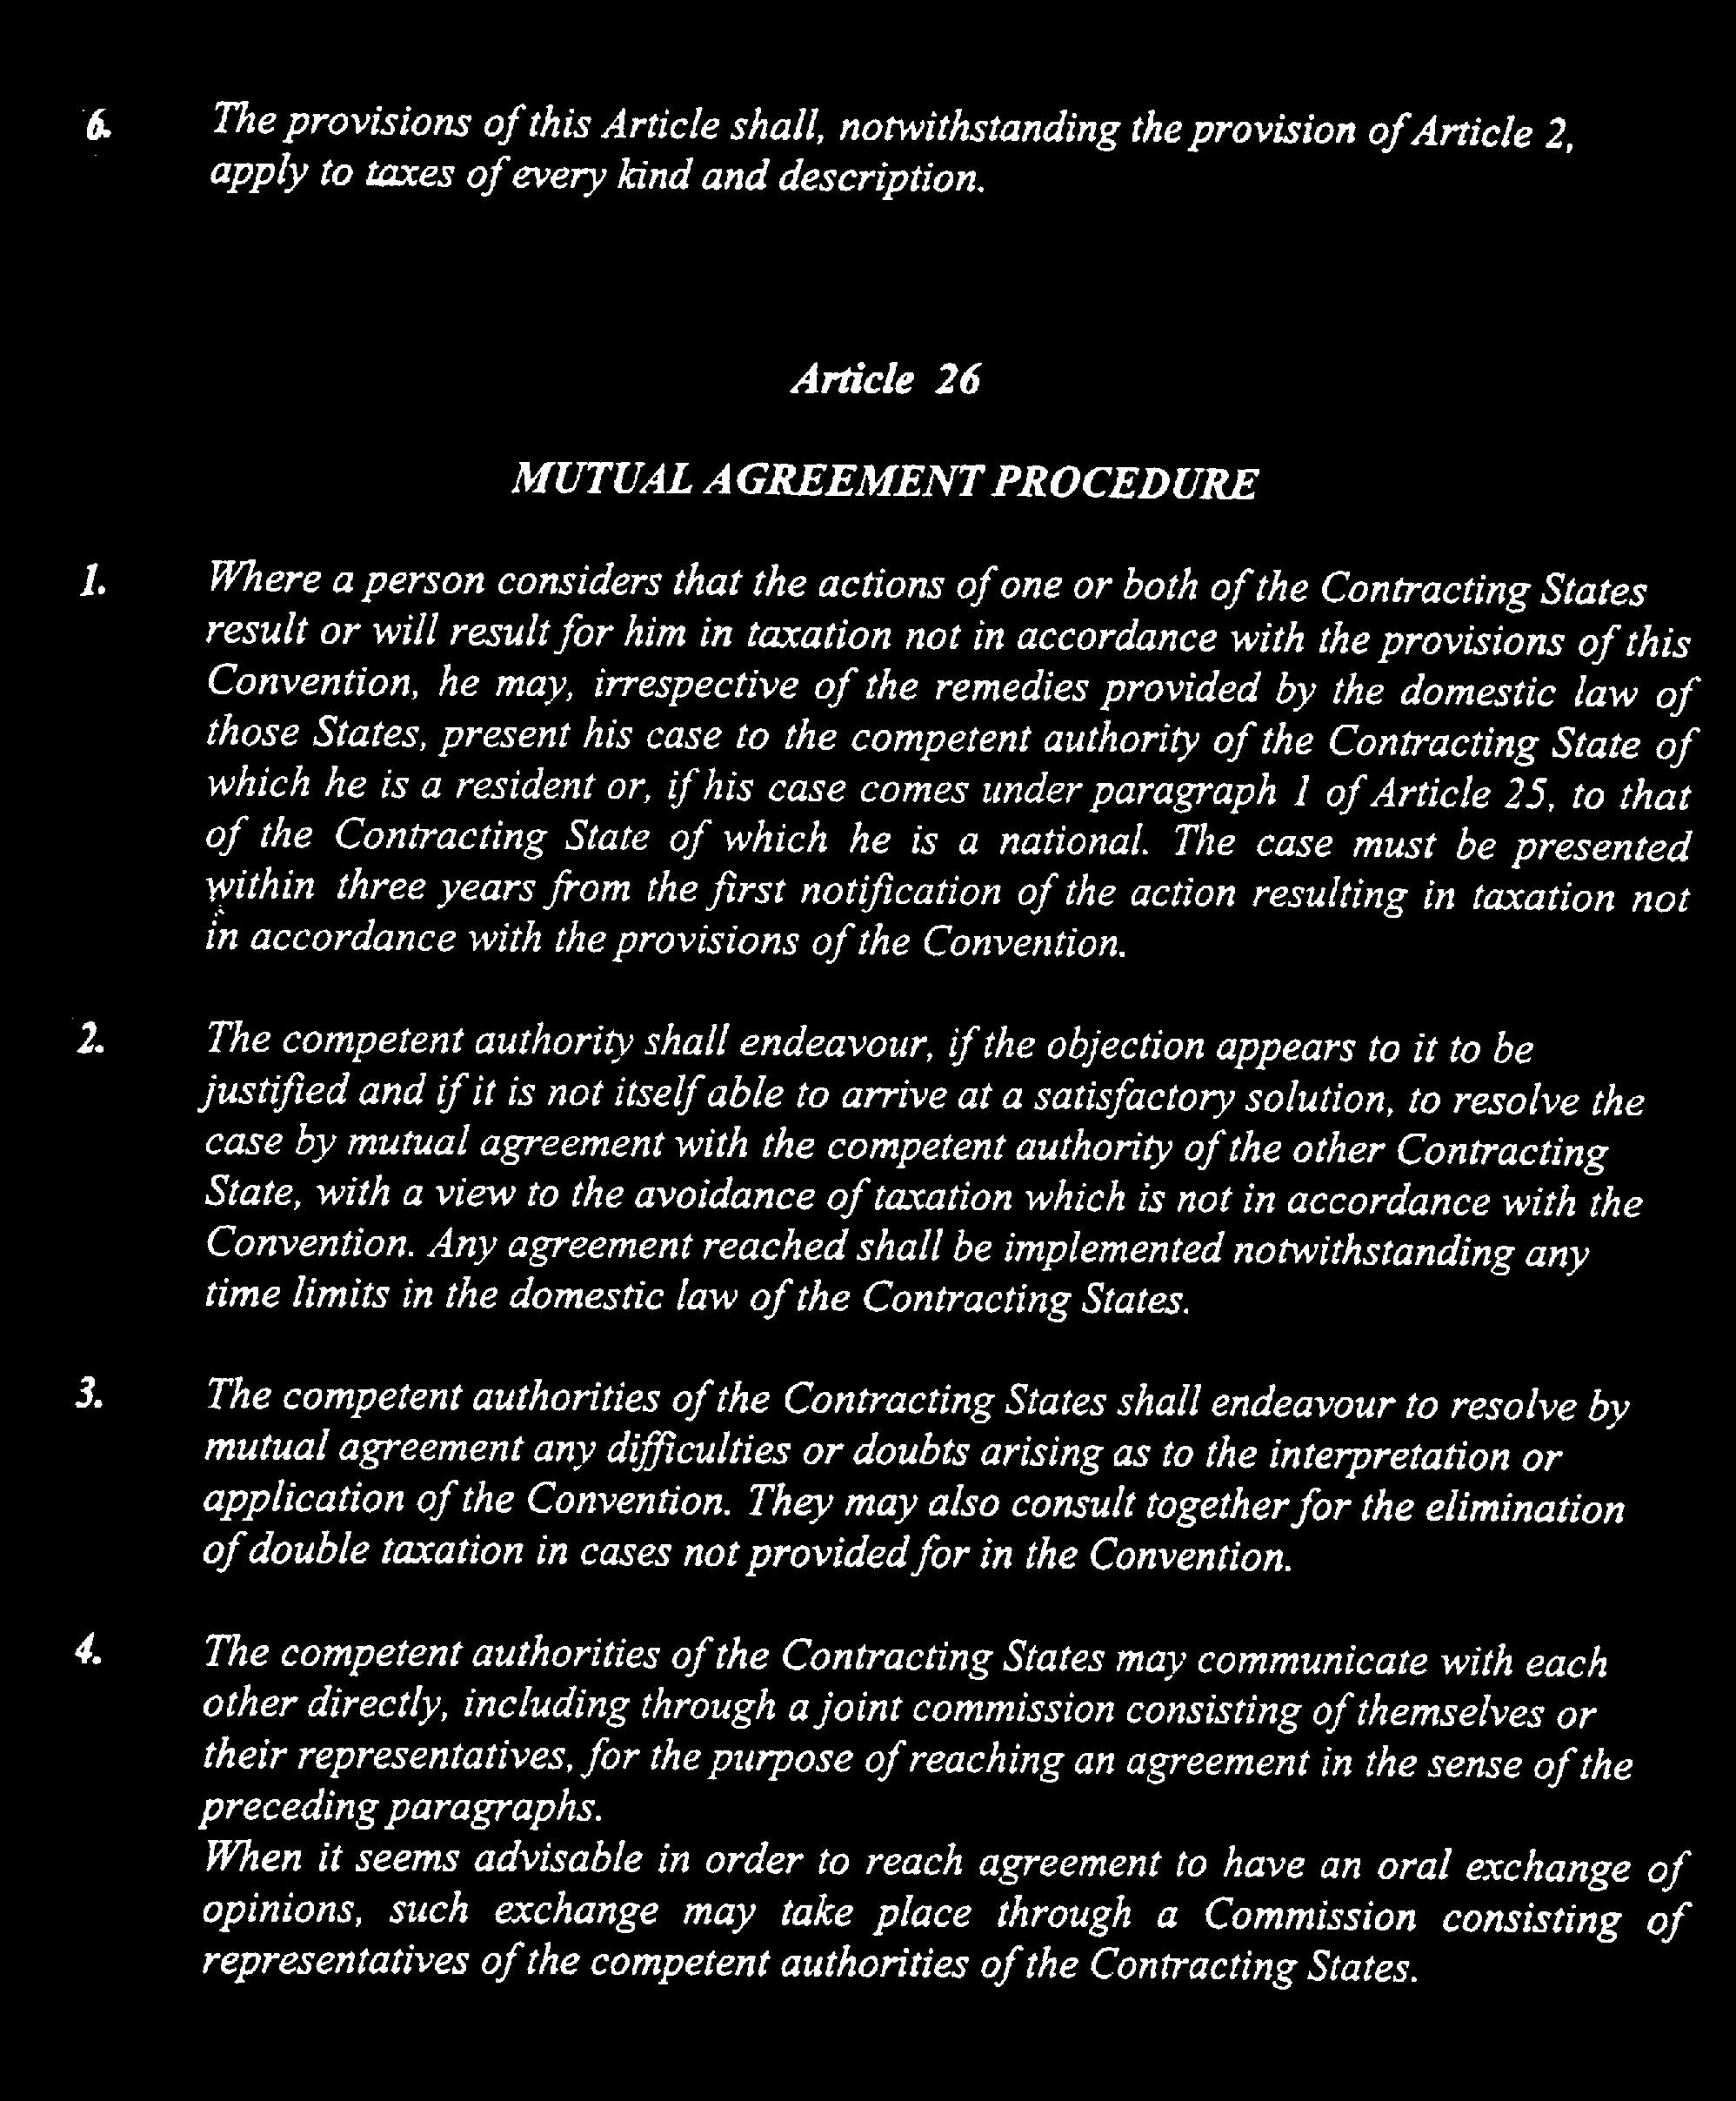 6. The provisions of this Article shall, notwithstanding the provision of Article 2,
apply to taxes of every kind and description.
Article 26
MUTUAL AGREEMENT PROCEDURE
1. Where a person considers that the actions of one or both of the Contracting States
result or will result for him in taxation not in accordance with the provisions of this
Convention, he may, irrespective of the remedies provided by the domestic law of
those States, present his case to the competent authority of the Contracting State of
which he is a resident or, if his case comes under paragraph 1 of Article 25, to that
of the Contracting State of which he is a national. The case must be presented
within three years from the first notification of the action resulting in taxation not
in accordance with the provisions of the Convention.
2. The competent authority shall endeavour, if the objection appears to it to be
justified and if it is not itself able to arrive at a satisfactory solution, to resolve the
case by mutual agreement with the competent authority of the other Contracting
State, with a view to the avoidance of taxation which is not in accordance with the
Convention. Any agreement reached shall be implemented notwithstanding any
time limits in the domestic law of the Contracting States.
3. The competent authorities of the Contracting States shall endeavour to resolve by
mutual agreement any difficulties or doubts arising as to the interpretation or
application of the Convention. They may also consult together for the elimination
of double taxation in cases not provided for in the Convention.
4. The competent authorities of the Contracting States may communicate with each
other directly, including through a joint commission consisting of themselves or
their representatives, for the purpose of reaching an agreement in the sense of the
preceding paragraphs.
When it seems advisable in order to reach agreement to have an oral exchange of
opinions, such exchange may take place through a Commission consisting of
representatives of the competent authorities of the Contracting States.